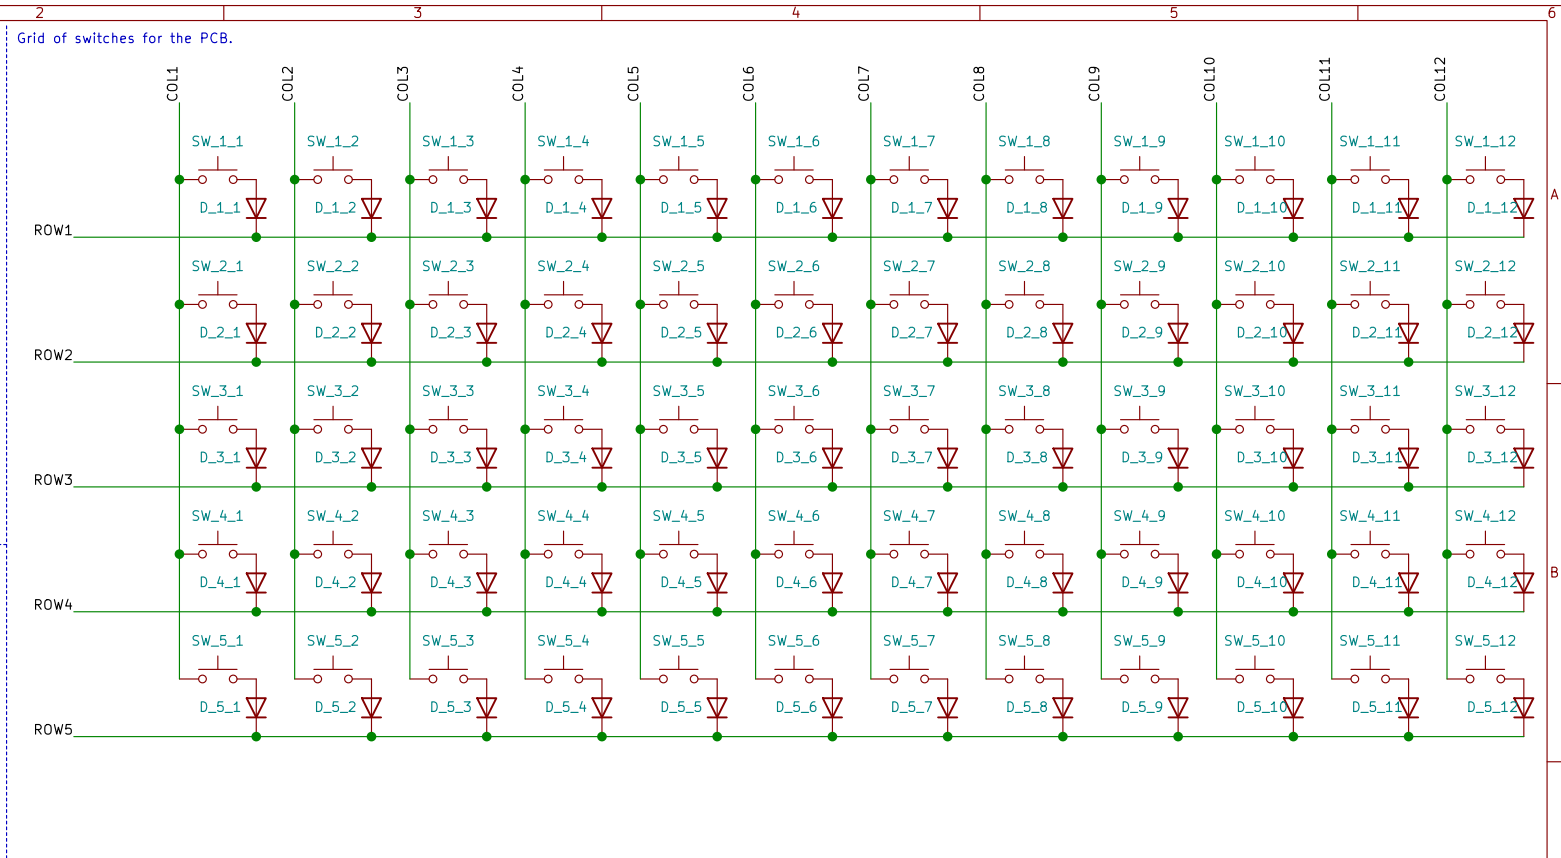 2 3 4 5 6
Grid of switches for the PCB.
COL1 COL2 COL3 COL4 COL5 COL6 COL7 COL8 COL9 COL10 COL11 COL12
SW_1_1 SW_1_2 SW_1_3 SW_1_4 SW_1_5 SW_1_6 SW_1_7 SW_1_8 SW_1_9 SW_1_10 SW_1_11 SW_1_12
A
D_1_1 D_1_2 D_1_3 D_1_4 D_1_5 D_1_6 D_1_7 D_1_8 D_1_9 D_1_10 D_1_11 D_1_12
ROW1
SW_2_1 SW_2_2 SW_2_3 SW_2_4 SW_2_5 SW_2_6 SW_2_7 SW_2_8 SW_2_9 SW_2_10 SW_2_11 SW_2_12
D_2_1 D_2_2 D_2_3 D_2_4 D_2_5 D_2_6 D_2_7 D_2_8 D_2_9 D_2_10 D_2_11 D_2_12
ROW2
SW_3_1 SW_3_2 SW_3_3 SW_3_4 SW_3_5 SW_3_6 SW_3_7 SW_3_8 SW_3_9 SW_3_10 SW_3_11 SW_3_12
D_3_1 D_3_2 D_3_3 D_3_4 D_3_5 D_3_6 D_3_7 D_3_8 D_3_9 D_3_10 D_3_11 D_3_12
ROW3
SW_4_1 SW_4_2 SW_4_3 SW_4_4 SW_4_5 SW_4_6 SW_4_7 SW_4_8 SW_4_9 SW_4_10 SW_4_11 SW_4_12
B
D_4_1 D_4_2 D_4_3 D_4_4 D_4_5 D_4_6 D_4_7 D_4_8 D_4_9 D_4_10 D_4_11 D_4_12
ROW4
SW_5_1 SW_5_2 SW_5_3 SW_5_4 SW_5_5 SW_5_6 SW_5_7 SW_5_8 SW_5_9 SW_5_10 SW_5_11 SW_5_12
D_5_1 D_5_2 D_5_3 D_5_4 D_5_5 D_5_6 D_5_7 D_5_8 D_5_9 D_5_10 D_5_11 D_5_12
ROW5